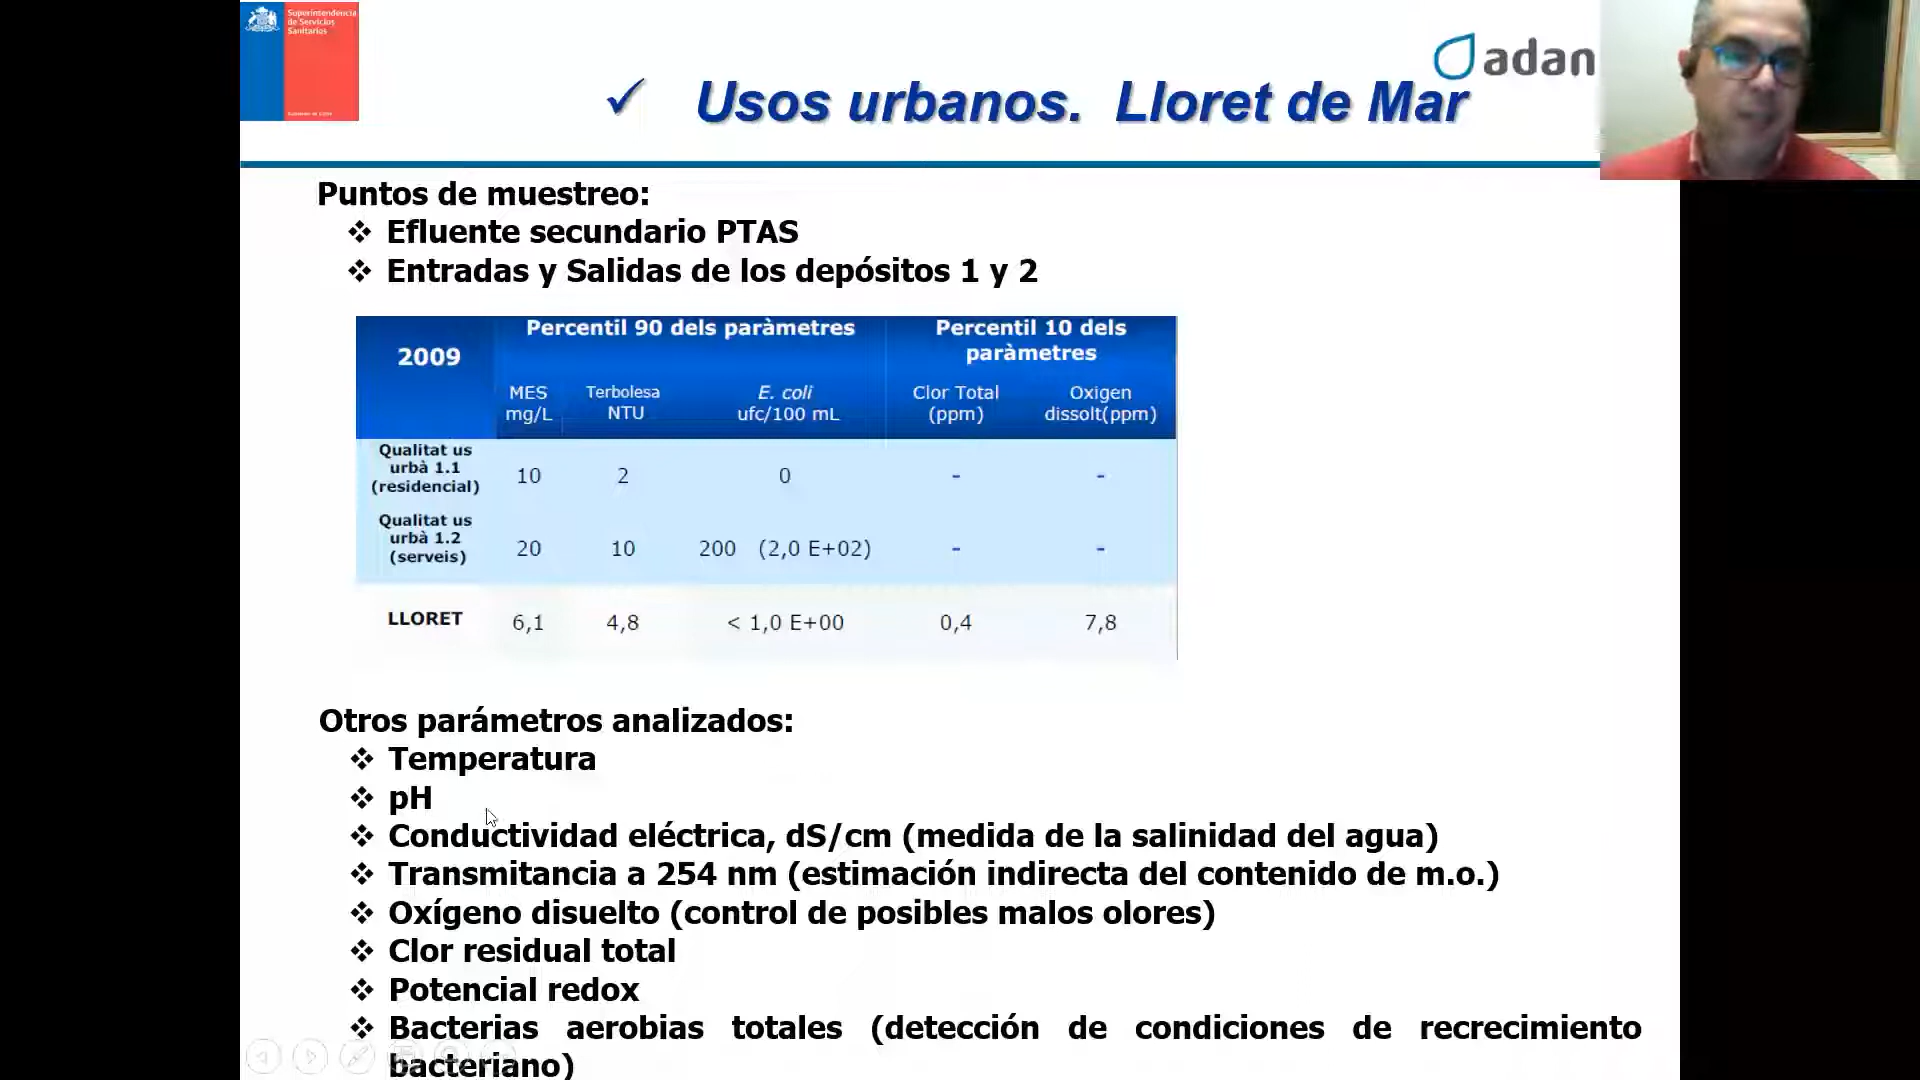 Superintendencia
de Servicios
Sanitarios
adan
✓ Usos urbanos. Lloret de Mar
Puntos de muestreo:
❖ Efluente secundario PTAS
❖ Entradas y Salidas de los depósitos 1 y 2
2009
Percentil 90 dels paràmetres
Percentil 10 dels
paràmetres
MES
mg/L
Terbolesa
NTU
E. coli
ufc/100 mL
Clor Total
(ppm)
Oxigen
dissolt(ppm)
Qualitat us
urbà 1.1
(residencial)
10 2 0 - -
Qualitat us
urbà 1.2
(serveis)
20 10 200 (2,0 E+02) - -
LLORET 6,1 4,8 < 1,0 E+00 0,4 7,8
Otros parámetros analizados:
❖ Temperatura
❖ pH
❖ Conductividad eléctrica, dS/cm (medida de la salinidad del agua)
❖ Transmitancia a 254 nm (estimación indirecta del contenido de m.o.)
❖ Oxígeno disuelto (control de posibles malos olores)
❖ Clor residual total
❖ Potencial redox
❖ Bacterias aerobias totales (detección de condiciones de recrecimiento
bacteriano)